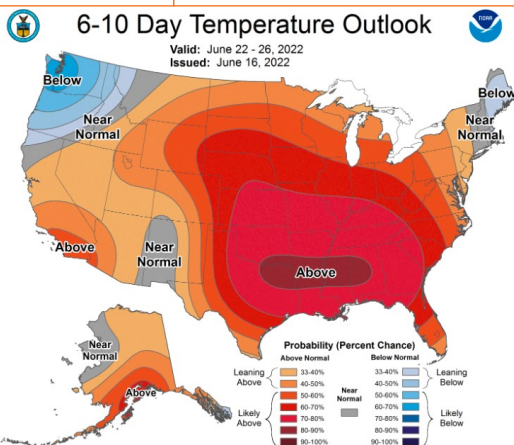 6-10 Day Temperature Outlook
NOAA
Valid: June 22 - 26, 2022
Issued: June 16, 2022
Below
Near
Normal
Below
Near
Normal
Above
Near
Normal
Above
Near
Normal
Above
Probability (Percent Chance)
Above Normal
Below Normal
Leaning
Above
33-40%
40-50%
Likely
Above
50-60%
60-70%
70-80%
80-90%
90-100%
Near
Normal
33-40%
40-50%
Leaning
Below
50-60%
60-70%
70-80%
80-90%
90-100%
Likely
Below